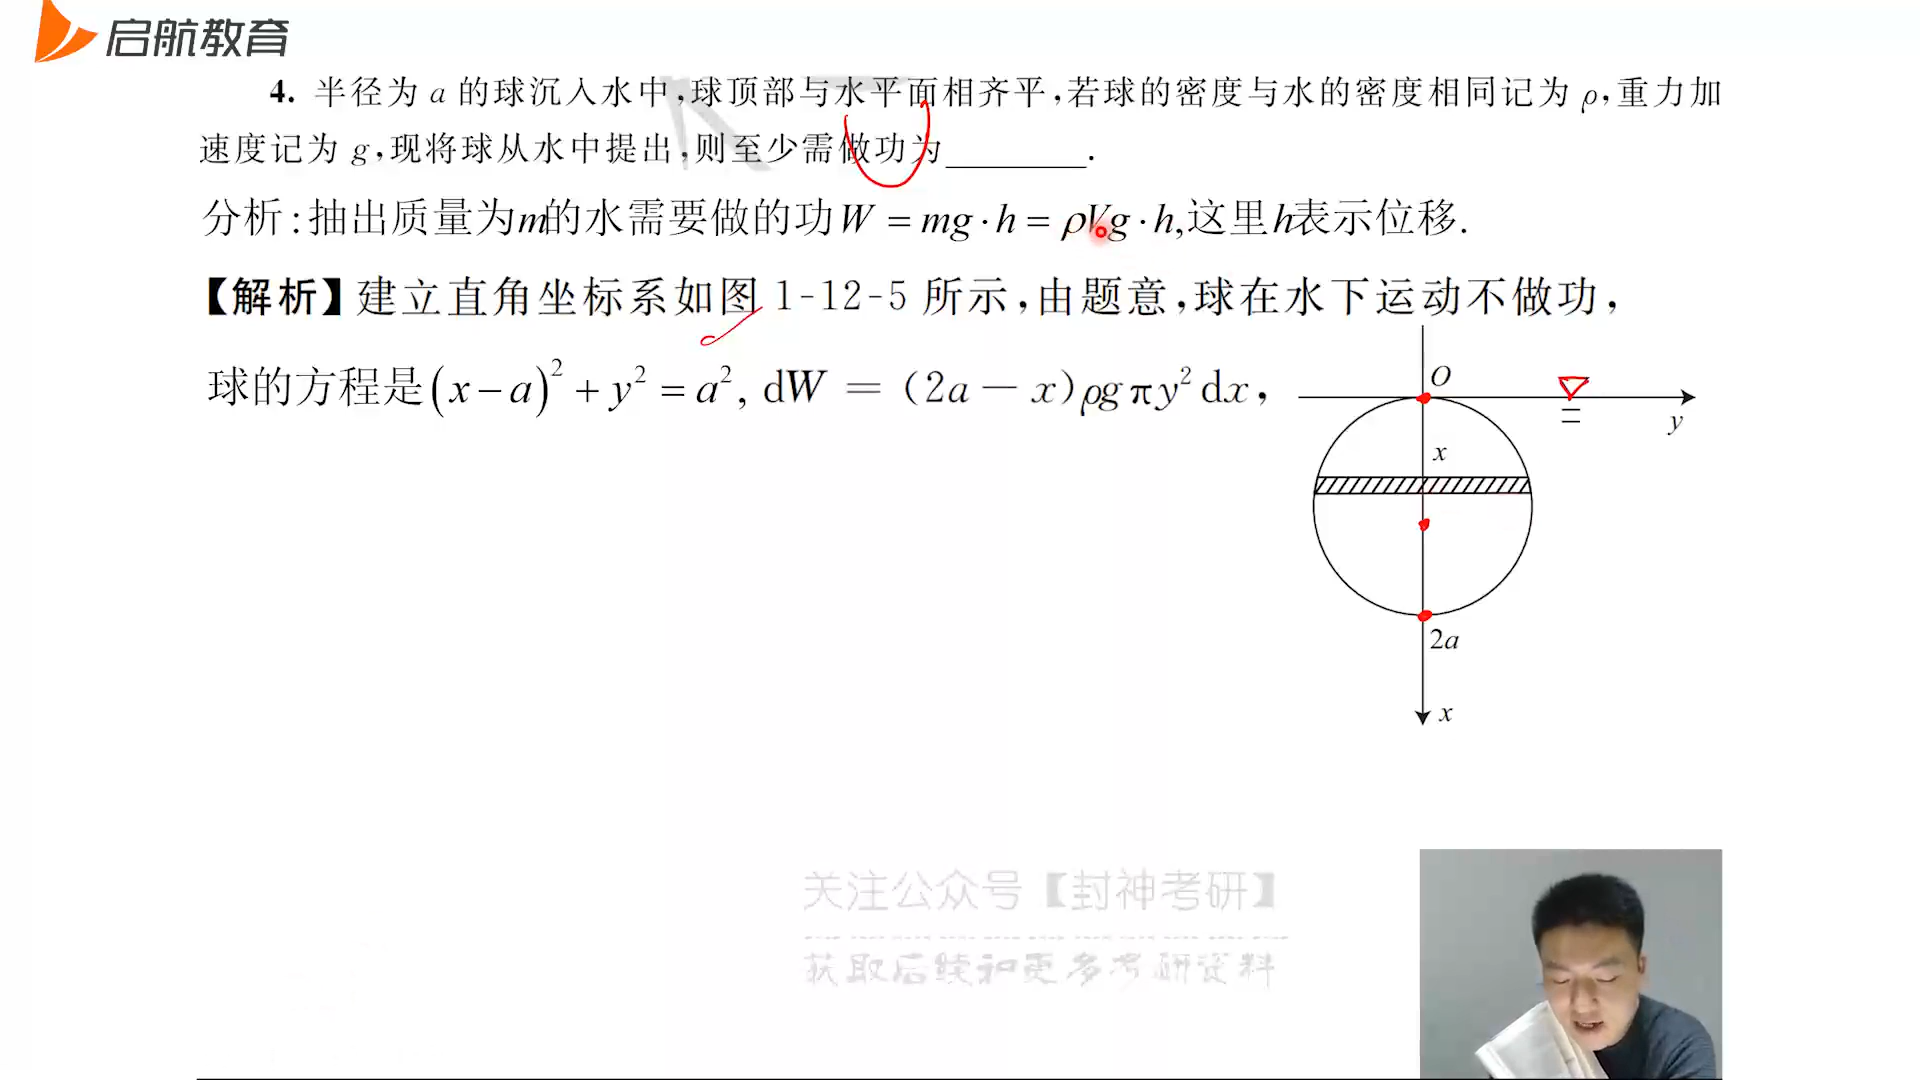 启航教育
4. 半径为 a 的球沉入水中,球顶部与水平面相齐平,若球的密度与水的密度相同记为 ρ,重力加
速度记为 g,现将球从水中提出,则至少需做功为________.
分析:抽出质量为m的水需要做的功W = mg·h = ρVg·h,这里h表示位移.
【解析】建立直角坐标系如图 1-12-5 所示,由题意,球在水下运动不做功,
球的方程是(x−a)² + y² = a², dW = (2a − x)ρgπy²dx,
O
y
x
2a
x
关注公众号【封神考研】
获取后续和更多考研资料